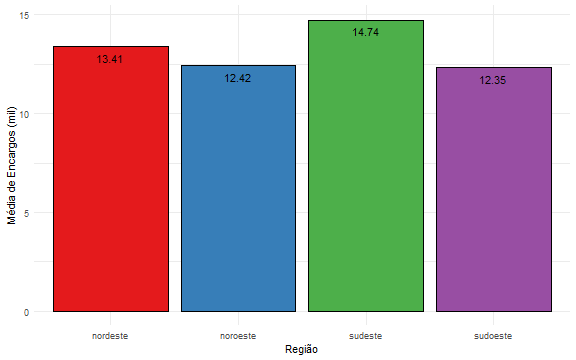 15
10
5
0
Média de Encargos (mil)
13.41
12.42
14.74
12.35
nordeste
noroeste
sudeste
sudoeste
Região